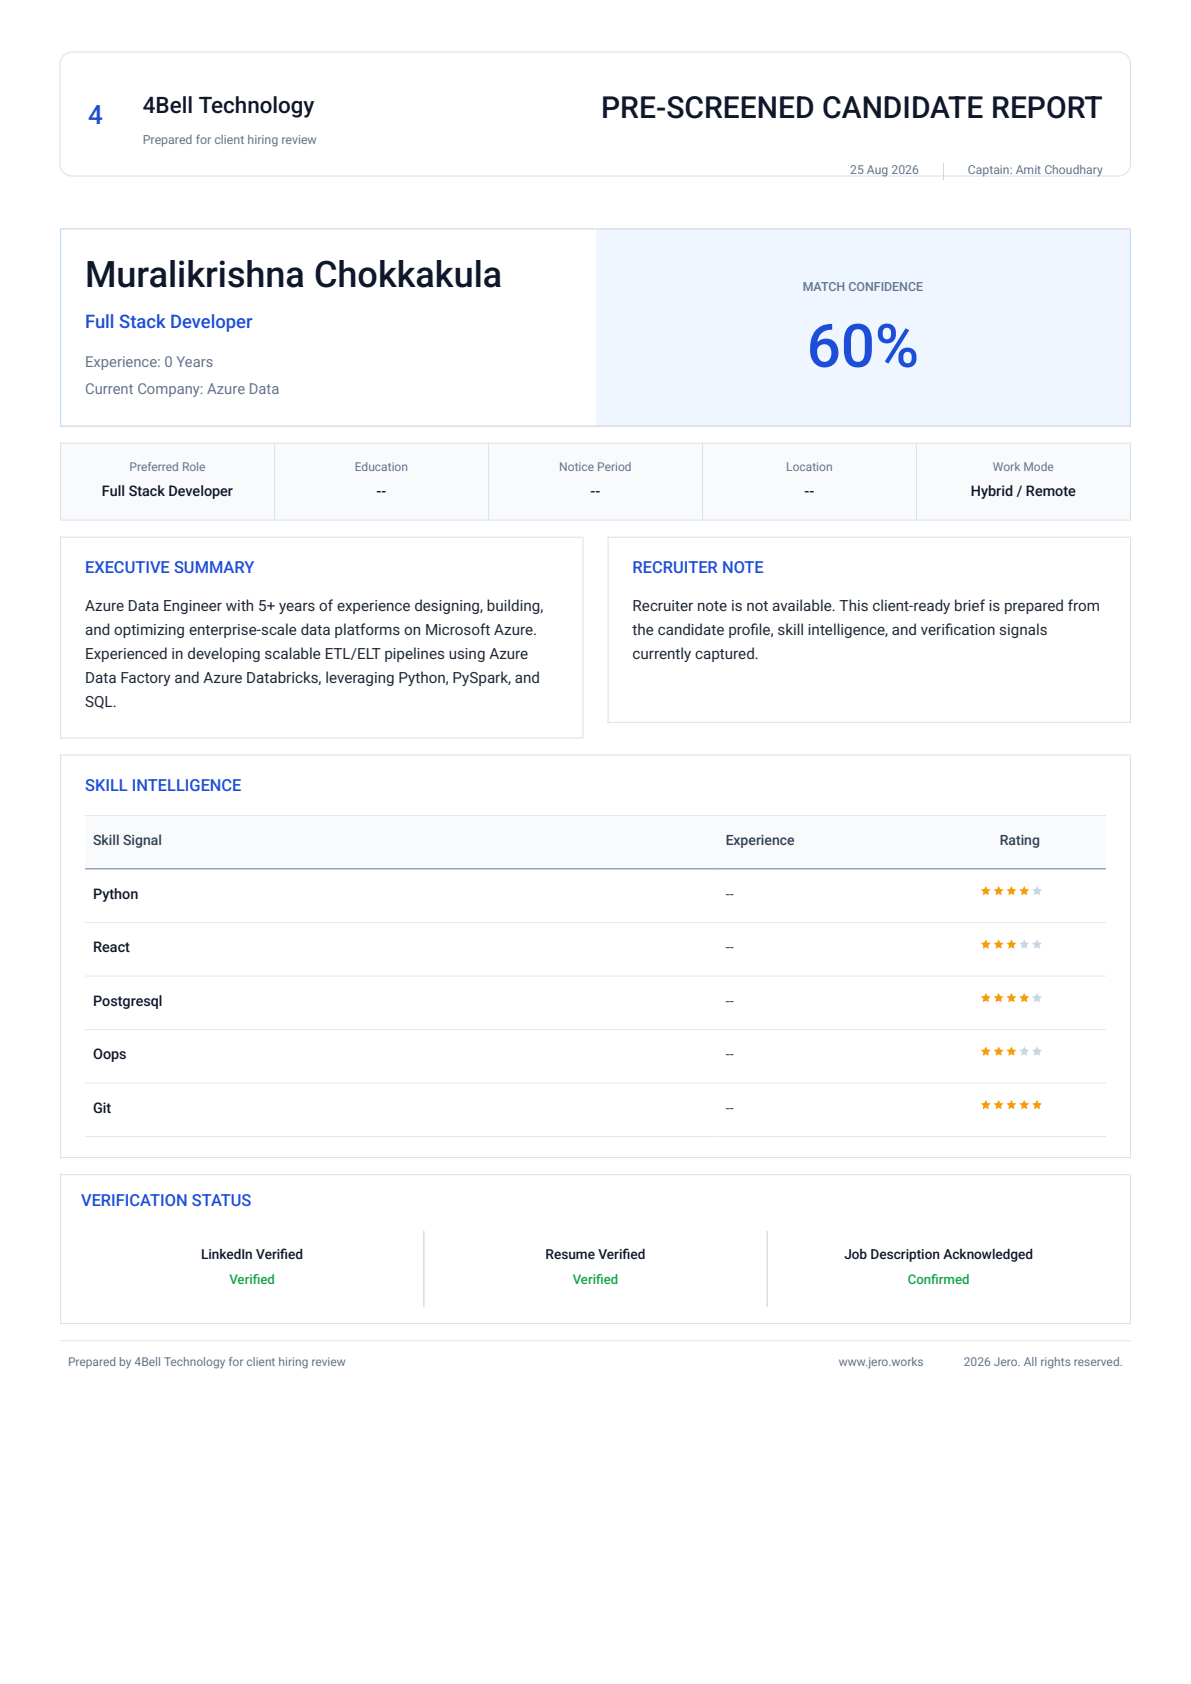 4
4Bell Technology
Prepared for client hiring review
PRE-SCREENED CANDIDATE REPORT
25 Aug 2026
Captain: Amit Choudhary
Muralikrishna Chokkakula
Full Stack Developer
Experience: 0 Years
Current Company: Azure Data
MATCH CONFIDENCE
60%
Preferred Role
Full Stack Developer
Education
--
Notice Period
--
Location
--
Work Mode
Hybrid / Remote
EXECUTIVE SUMMARY
Azure Data Engineer with 5+ years of experience designing, building,
and optimizing enterprise-scale data platforms on Microsoft Azure.
Experienced in developing scalable ETL/ELT pipelines using Azure
Data Factory and Azure Databricks, leveraging Python, PySpark, and
SQL.
RECRUITER NOTE
Recruiter note is not available. This client-ready brief is prepared from
the candidate profile, skill intelligence, and verification signals
currently captured.
SKILL INTELLIGENCE
Skill Signal Experience Rating
Python -- ★★★★★
React -- ★★★★★
Postgresql -- ★★★★★
Oops -- ★★★★★
Git -- ★★★★★
VERIFICATION STATUS
LinkedIn Verified
Verified
Resume Verified
Verified
Job Description Acknowledged
Confirmed
Prepared by 4Bell Technology for client hiring review
www.jero.works
2026 Jero. All rights reserved.